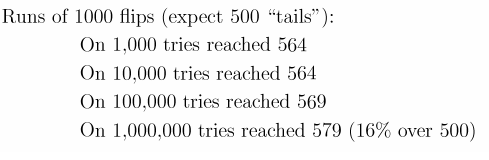 Runs of 1000 flips (expect 500 “tails”):
On 1,000 tries reached 564
On 10,000 tries reached 564
On 100,000 tries reached 569
On 1,000,000 tries reached 579 (16% over 500)